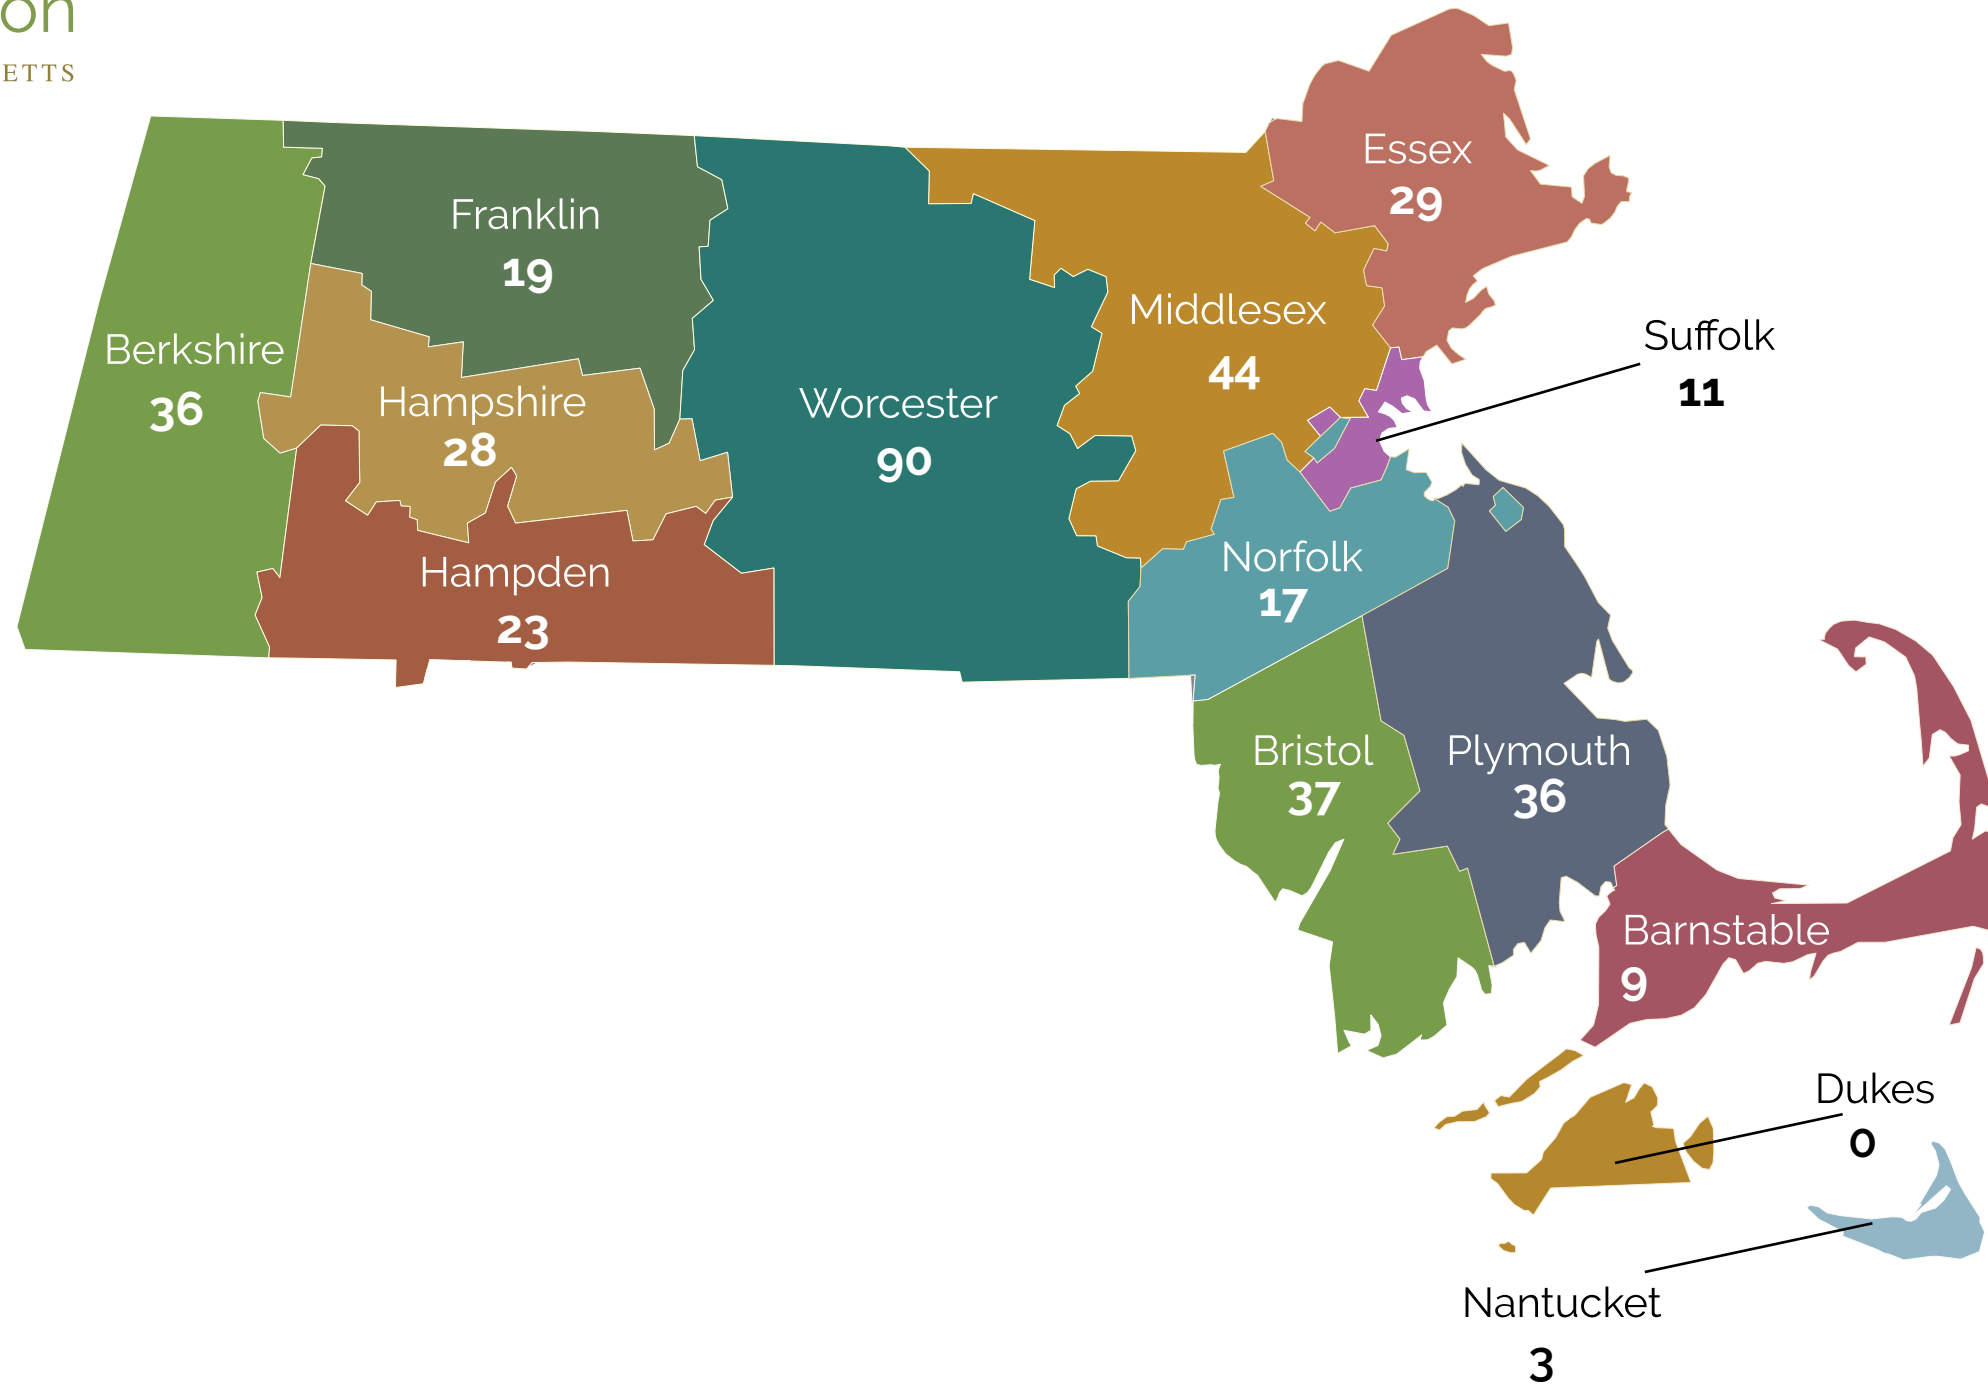 on
ETTS
Essex
29
Franklin
19
Middlesex
44
Suffolk
11
Berkshire
36
Hampshire
28
Worcester
90
Norfolk
17
Hampden
23
Bristol
37
Plymouth
36
Barnstable
9
Dukes
0
Nantucket
3